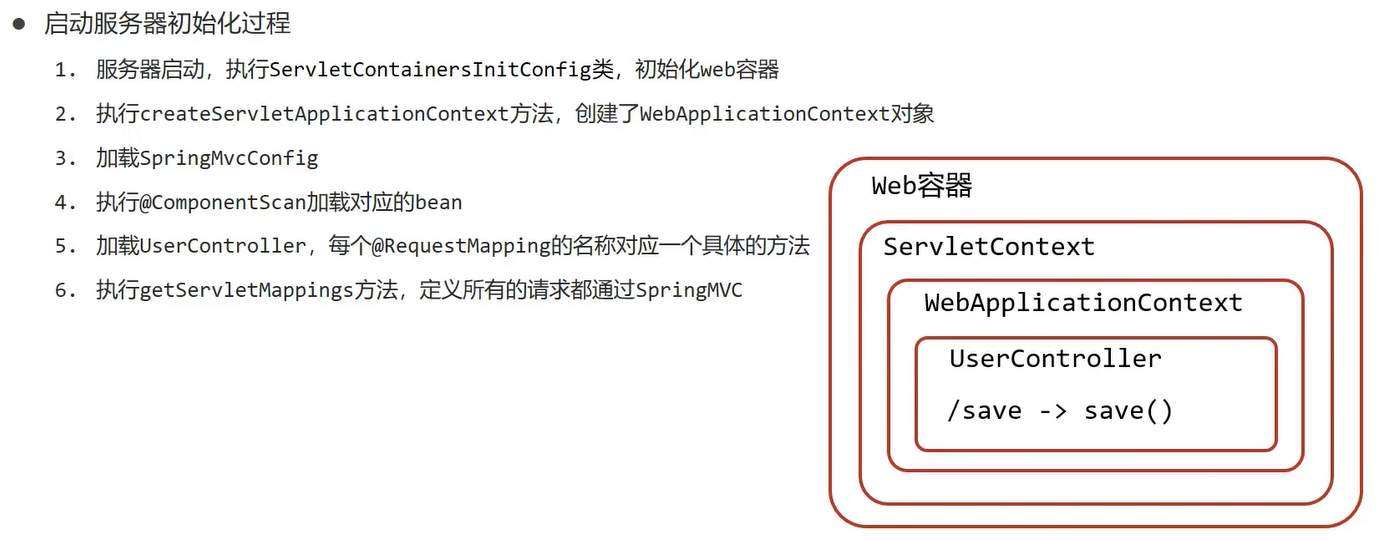 ● 启动服务器初始化过程
1. 服务器启动，执行ServletContainersInitConfig类，初始化web容器
2. 执行createServletApplicationContext方法，创建了WebApplicationContext对象
3. 加载SpringMvcConfig
4. 执行@ComponentScan加载对应的bean
5. 加载UserController，每个@RequestMapping的名称对应一个具体的方法
6. 执行getServletMappings方法，定义所有的请求都通过SpringMVC
Web容器
ServletContext
WebApplicationContext
UserController
/save -> save()